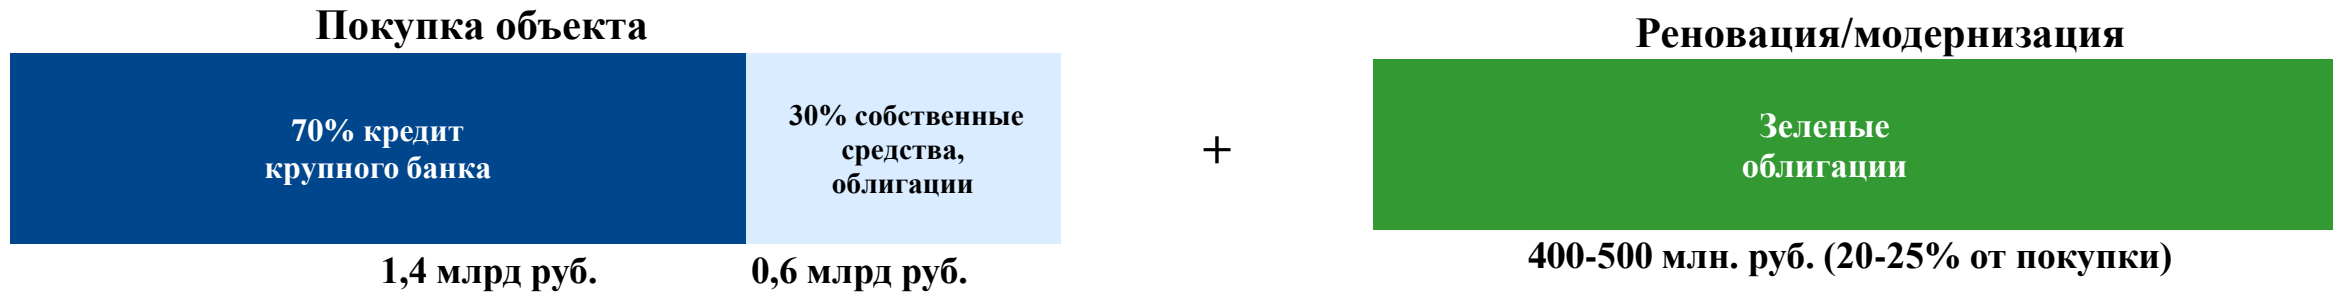 Покупка объекта
70% кредит
крупного банка
30% собственные
средства,
облигации
1,4 млрд руб.
0,6 млрд руб.
+
Реновация/модернизация
Зеленые
облигации
400-500 млн. руб. (20-25% от покупки)